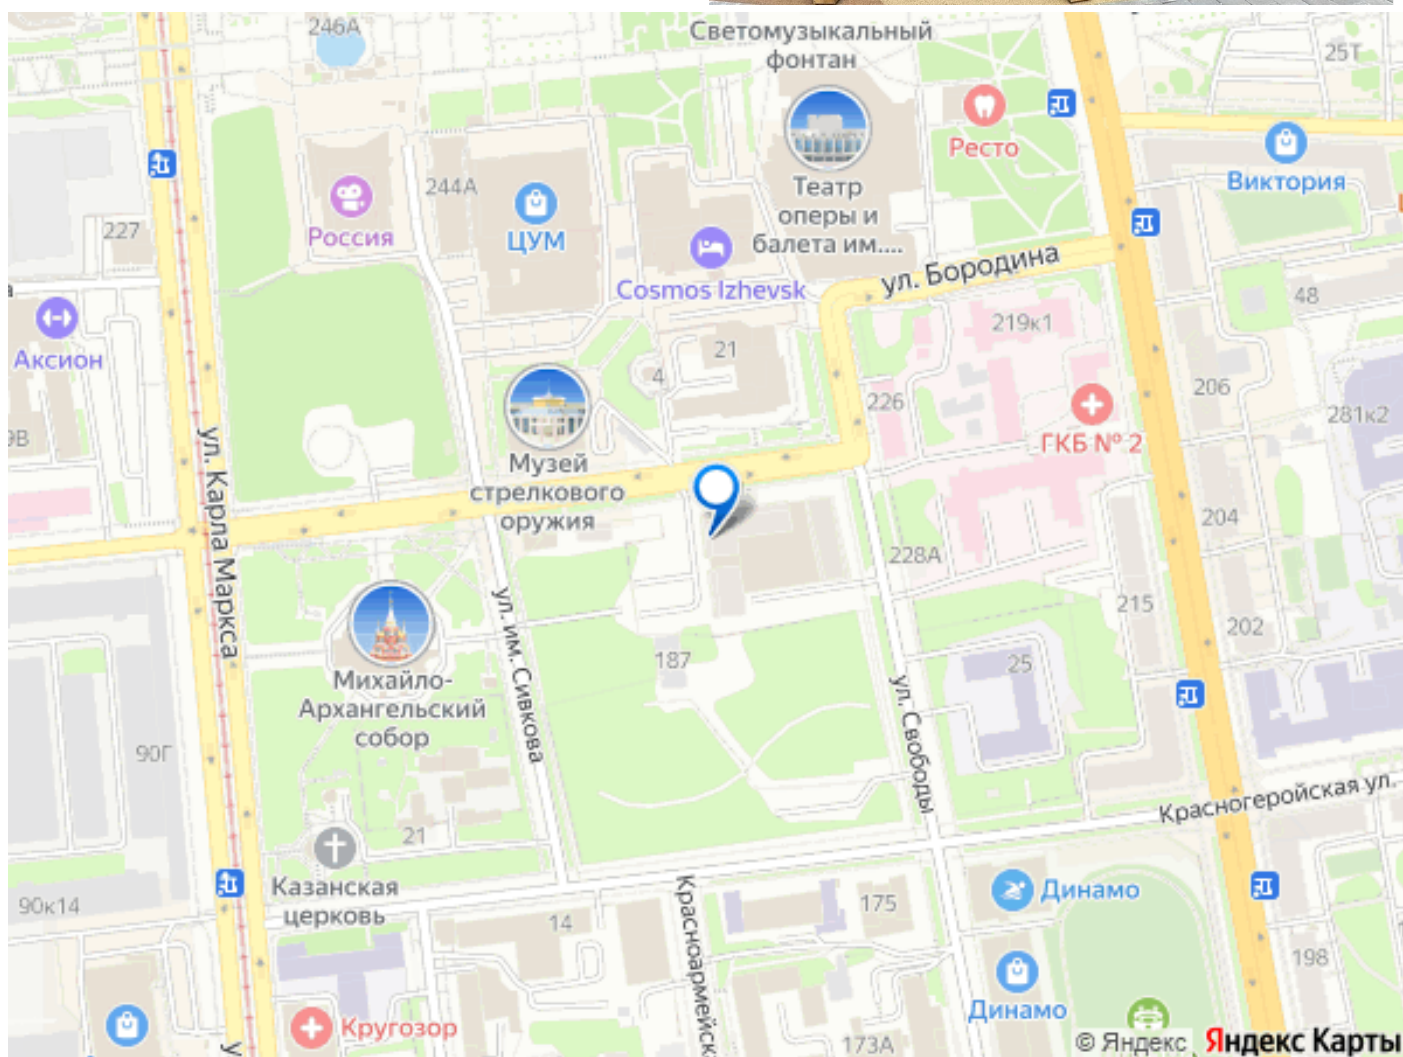 246А
Светомузыкальный
фонтан
25Т
Ресто
Виктория
244А
Театр
оперы и
балета им....
227
Россия
ЦУМ
Cosmos Izhevsk
ул. Бородина
48
219к1
Аксион
21
4
206
226
281к2
ГКБ № 2
9В
ул. Карла Маркса
Музей
стрелкового
оружия
204
228А
ул. им. Сивкова
215
202
187
25
Михайло-
Архангельский
собор
ул. Свободы
90Г
Красногеройская ул.
21
Казанская
церковь
90к14
14
175
Динамо
198
Динамо
Кругозор
173А
© Яндекс Яндекс Карты